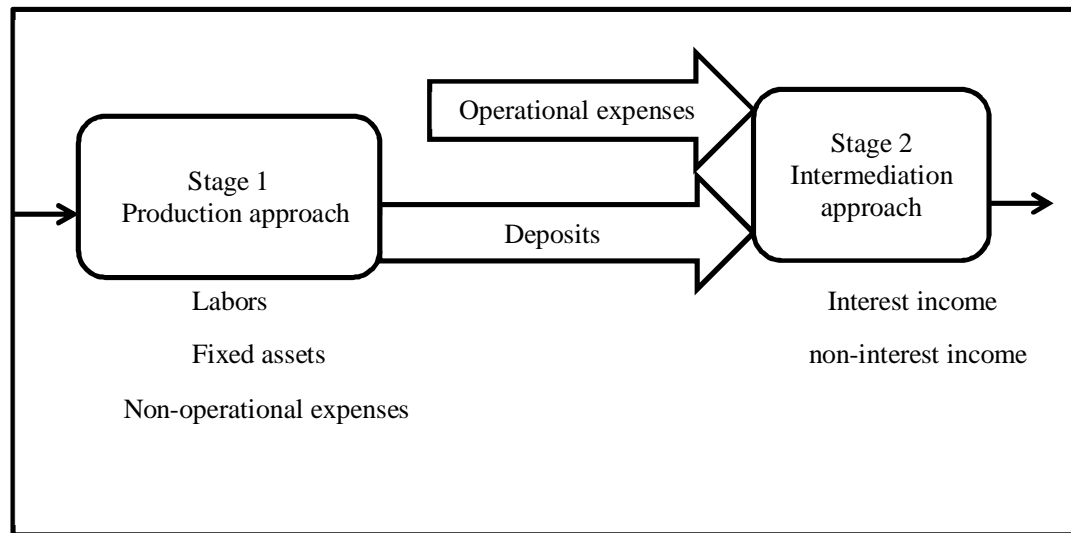 Operational expenses
Stage 1
Production approach
Stage 2
Intermediation
approach
Deposits
Labors
Fixed assets
Non-operational expenses
Interest income
non-interest income